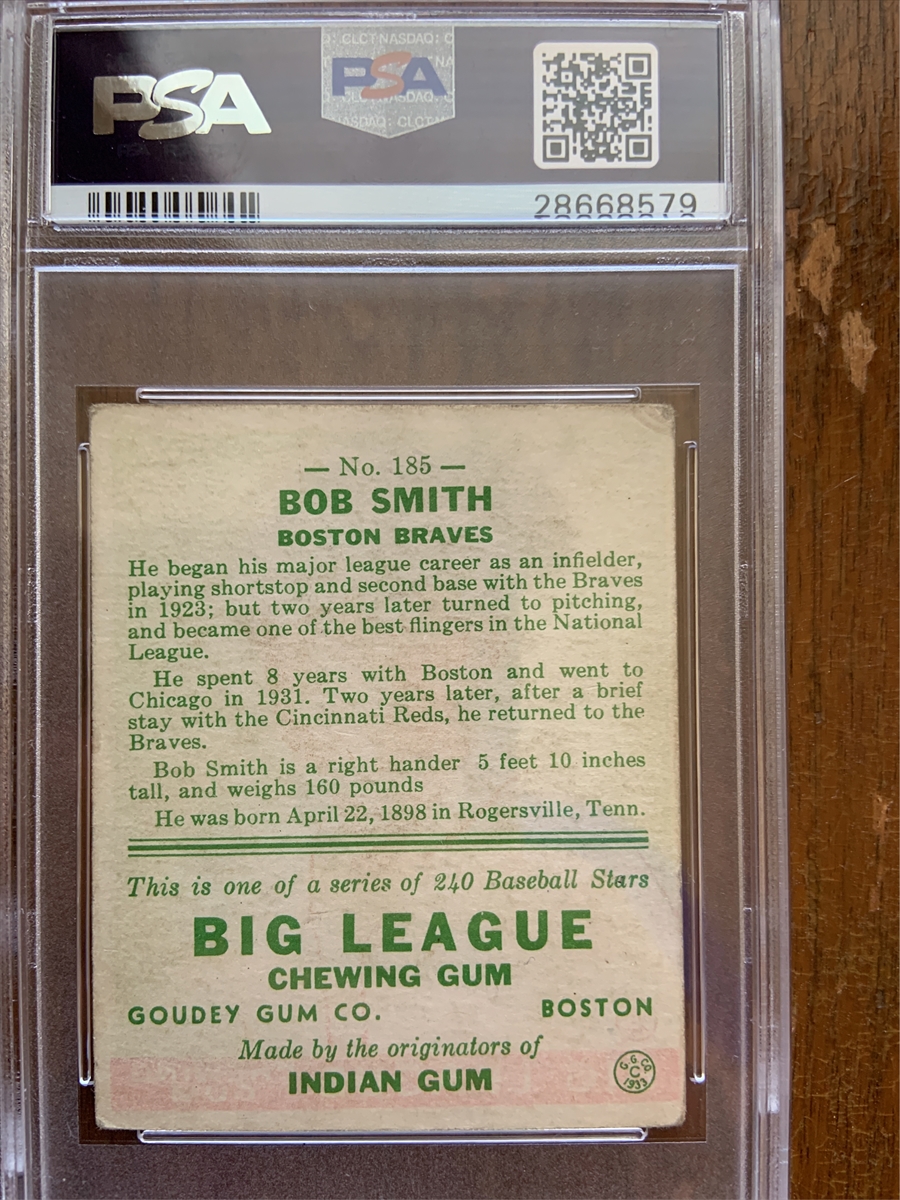 PSA
: CLCT NASDAQ: C
PSA
NASDAQ: CLCT
28668579
— No. 185 —
BOB SMITH
BOSTON BRAVES
He began his major league career as an infielder,
playing shortstop and second base with the Braves
in 1923; but two years later turned to pitching,
and became one of the best flingers in the National
League.
He spent 8 years with Boston and went to
Chicago in 1931. Two years later, after a brief
stay with the Cincinnati Reds, he returned to the
Braves.
Bob Smith is a right hander 5 feet 10 inches
tall, and weighs 160 pounds
He was born April 22, 1898 in Rogersville, Tenn.
This is one of a series of 240 Baseball Stars
BIG LEAGUE
CHEWING GUM
GOUDEY GUM CO. BOSTON
Made by the originators of
INDIAN GUM
G. G. CO.
C
1933